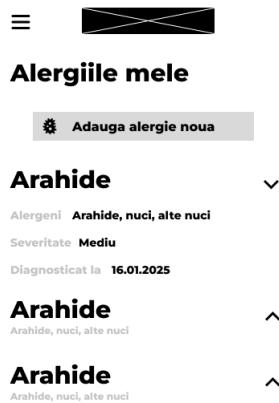 Alergiile mele
Adauga alergie noua
Arahide
Alergeni Arahide, nuci, alte nuci
Severitate Mediu
Diagnosticat la 16.01.2025
Arahide
Arahide, nuci, alte nuci
Arahide
Arahide, nuci, alte nuci